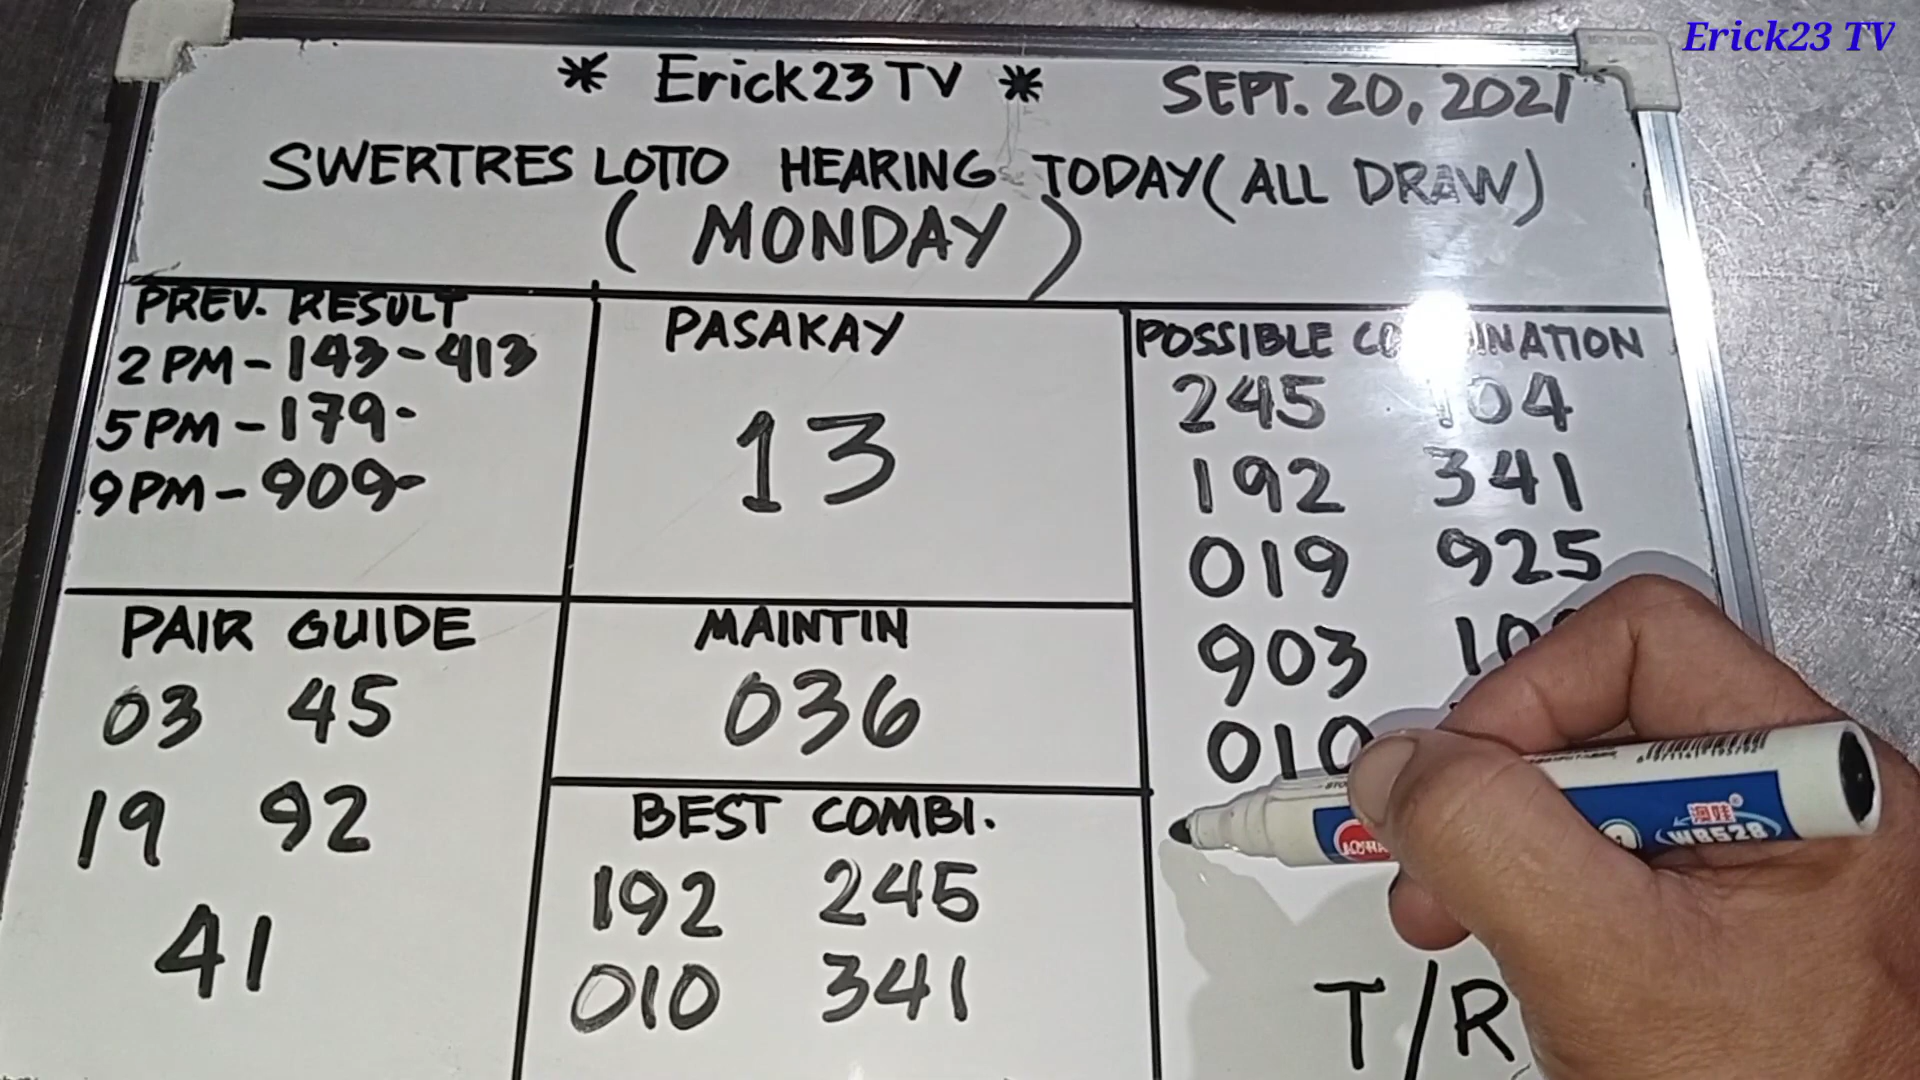 Erick23 TV
* Erick23 TV *
SEPT. 20, 2021
SWERTRES LOTTO HEARING TODAY (ALL DRAW)
( MONDAY )
PREV. RESULT
2PM - 143 - 413
5PM - 179 -
9PM - 909 -
PASAKAY
13
POSSIBLE
245 104
192 341
019 925
903
010
PAIR GUIDE
03 45
19 92
41
MAINTIN
036
BEST COMBI.
192 245
010 341
T/R
WB528